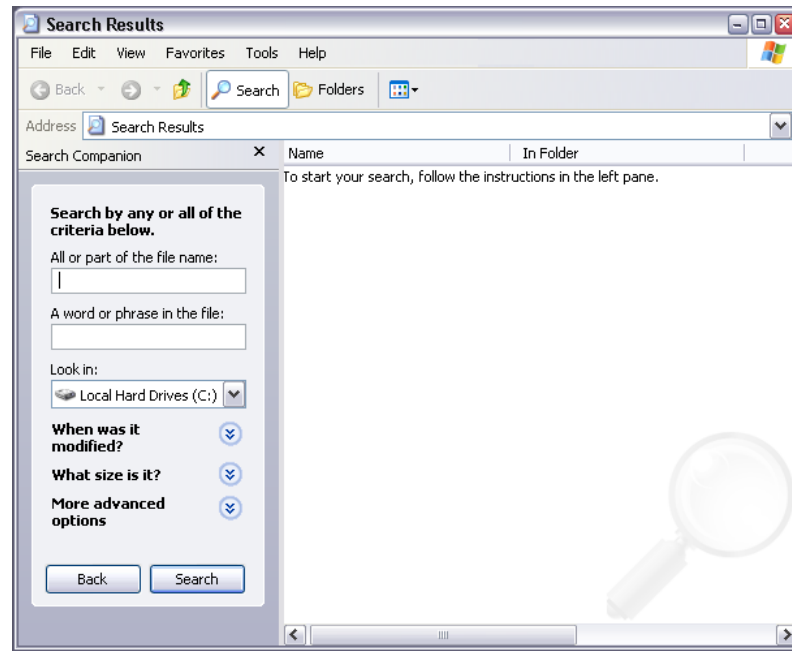 Search Results
File Edit View Favorites Tools Help
Back Search Folders
Address Search Results
Search Companion
Name In Folder
To start your search, follow the instructions in the left pane.
Search by any or all of the
criteria below.
All or part of the file name:
A word or phrase in the file:
Look in:
Local Hard Drives (C:)
When was it
modified?
What size is it?
More advanced
options
Back Search